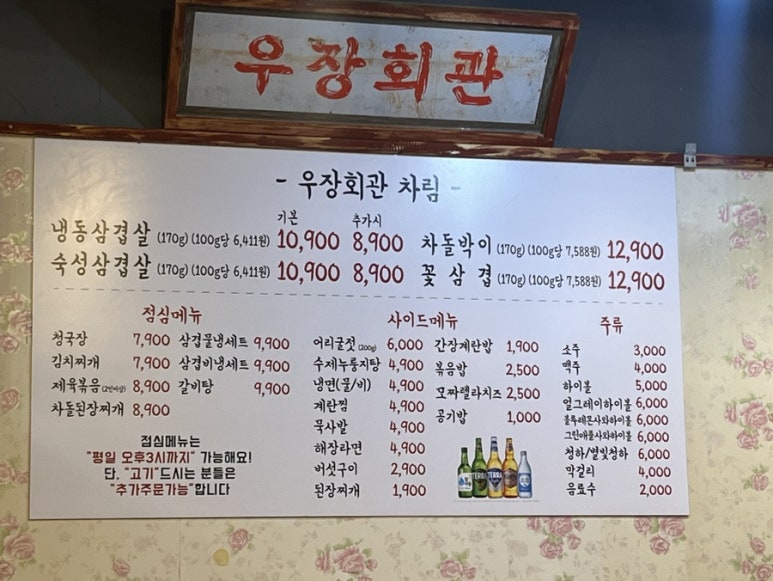 우장회관
- 우장회관 차림 -
기본 추가시
냉동삼겹살 (170g) (100g당 6,411원) 10,900 8,900
숙성삼겹살 (170g) (100g당 6,411원) 10,900 8,900
차돌박이 (170g) (100g당 7,588원) 12,900
꽃삼겹 (170g) (100g당 7,588원) 12,900
점심메뉴
청국장 7,900
김치찌개 7,900
제육볶음 (2인이상) 8,900
차돌된장찌개 8,900
삼겹물냉세트 9,900
삼겹비냉세트 9,900
갈비탕 9,900
점심메뉴는
"평일 오후3시까지" 가능해요!
단, "고기"드시는 분들은
"추가주문가능"합니다
사이드메뉴
어리굴젓 (200g) 6,000
수제누룽지탕 4,900
냉면(물/비) 4,900
계란찜 4,900
묵사발 4,900
해장라면 4,900
버섯구이 2,900
된장찌개 1,900
간장계란밥 1,900
볶음밥 2,500
모짜렐라치즈 2,500
공기밥 1,000
주류
소주 3,000
맥주 4,000
하이볼 5,000
얼그레이하이볼 6,000
블루레몬사와하이볼 6,000
그린애플사와하이볼 6,000
청하/별빛청하 6,000
막걸리 4,000
음료수 2,000
TERRA
TERRA